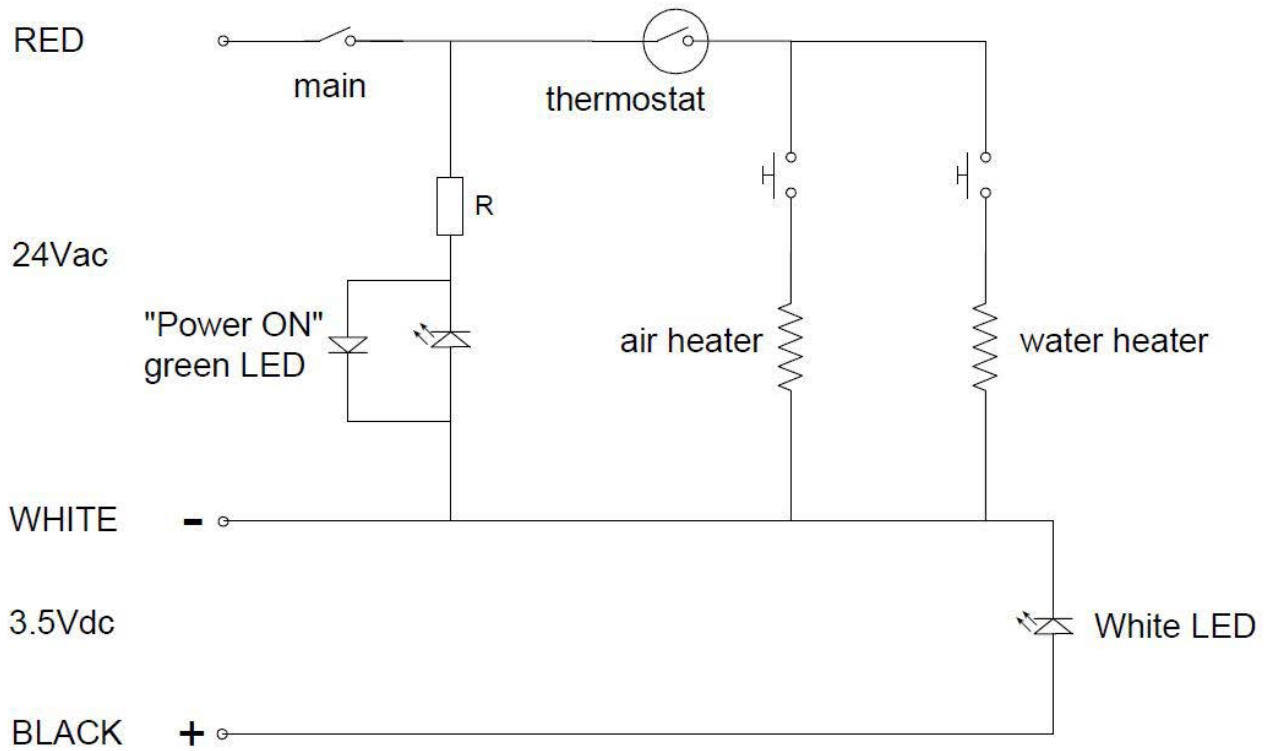 RED
main
thermostat
R
24Vac
"Power ON"
green LED
air heater
water heater
WHITE -
3.5Vdc
White LED
BLACK +